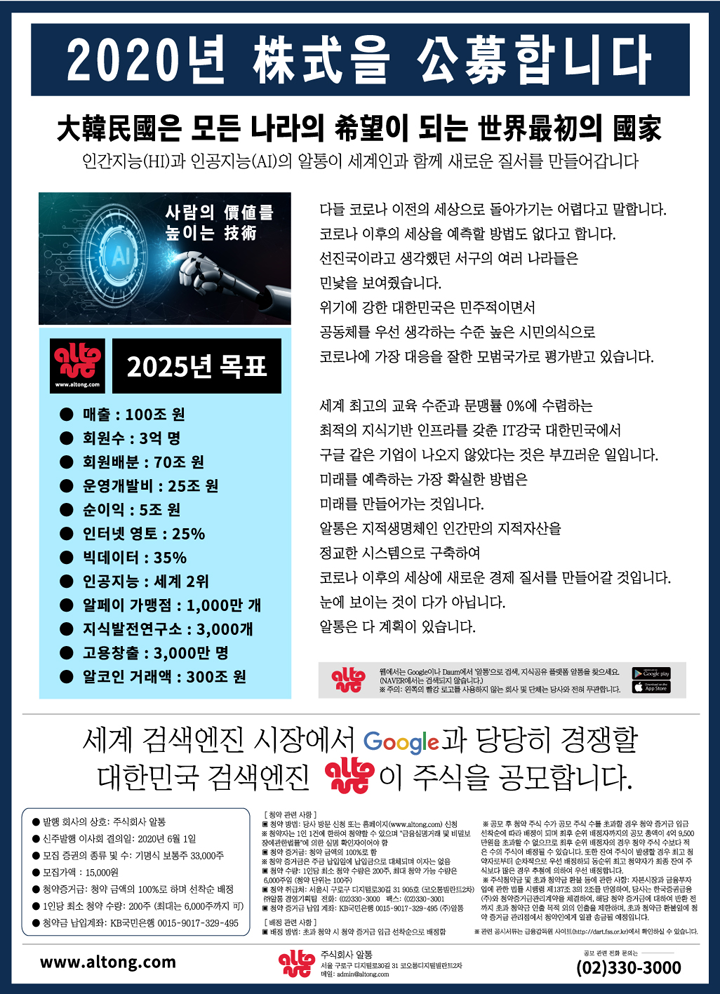 2020년 株式을 公募합니다
大韓民國은 모든 나라의 希望이 되는 世界最初의 國家
인간지능(HI)과 인공지능(AI)의 알통이 세계인과 함께 새로운 질서를 만들어갑니다
사람의 價値를
높이는 技術
AI
alto
ng
www.altong.com
2025년 목표
● 매출 : 100조 원
● 회원수 : 3억 명
● 회원배분 : 70조 원
● 운영개발비 : 25조 원
● 순이익 : 5조 원
● 인터넷 영토 : 25%
● 빅데이터 : 35%
● 인공지능 : 세계 2위
● 알페이 가맹점 : 1,000만 개
● 지식발전연구소 : 3,000개
● 고용창출 : 3,000만 명
● 알코인 거래액 : 300조 원
다들 코로나 이전의 세상으로 돌아가기는 어렵다고 말합니다.
코로나 이후의 세상을 예측할 방법도 없다고 합니다.
선진국이라고 생각했던 서구의 여러 나라들은
민낯을 보여줬습니다.
위기에 강한 대한민국은 민주적이면서
공동체를 우선 생각하는 수준 높은 시민의식으로
코로나에 가장 대응을 잘한 모범국가로 평가받고 있습니다.
세계 최고의 교육 수준과 문맹률 0%에 수렴하는
최적의 지식기반 인프라를 갖춘 IT강국 대한민국에서
구글 같은 기업이 나오지 않았다는 것은 부끄러운 일입니다.
미래를 예측하는 가장 확실한 방법은
미래를 만들어가는 것입니다.
알통은 지적생명체인 인간만의 지적자산을
정교한 시스템으로 구축하여
코로나 이후의 세상에 새로운 경제 질서를 만들어갈 것입니다.
눈에 보이는 것이 다가 아닙니다.
알통은 다 계획이 있습니다.
웹에서는 Google이나 Daum에서 '알통'으로 검색, 지식공유 플랫폼 알통을 찾으세요.
(NAVER에서는 검색되지 않습니다.)
※ 주의: 왼쪽의 빨강 로고를 사용하지 않는 회사 및 단체는 당사와 전혀 무관합니다.
Google play
App Store
세계 검색엔진 시장에서 Google과 당당히 경쟁할
대한민국 검색엔진 altong이 주식을 공모합니다.
● 발행 회사의 상호: 주식회사 알통
● 신주발행 이사회 결의일: 2020년 6월 1일
● 모집 증권의 종류 및 수: 기명식 보통주 33,000주
● 모집가액 : 15,000원
● 청약증거금: 청약 금액의 100%로 하며 선착순 배정
● 1인당 최소 청약 수량: 200주 (최대는 6,000주까지 가)
● 청약금 납입계좌: KB국민은행 0015-9017-329-495
[ 청약 관련 사항 ]
▣ 청약 방법: 당사 방문 신청 또는 홈페이지(www.altong.com) 신청
※ 청약자는 1인 1건에 한하여 청약할 수 있으며 "금융실명거래 및 비밀보
장에관한법률"에 의한 실명 확인자이어야 함
▣ 청약 증거금: 청약 금액의 100%로 함
※ 청약 증거금은 주금 납입일에 납입금으로 대체되며 이자는 없음
▣ 청약 수량: 1인당 최소 청약 수량은 200주, 최대 청약 가능 수량은
6,000주임 (청약 단위는 100주)
▣ 청약 취급처: 서울시 구로구 디지털로30길 31 905호 (코오롱빌란트2차)
㈜알통 경영기획팀 전화: (02)330-3000 팩스: (02)330-3001
▣ 청약 증거금 납입 계좌: KB국민은행 0015-9017-329-495 (주)알통
[ 배정 관련 사항 ]
▣ 배정 방법: 초과 청약 시 청약 증거금 입금 선착순으로 배정함
※ 공모 후 청약 주식 수가 공모 주식 수를 초과할 경우 청약 증거금 입금
선착순에 따라 배정이 되며 최후 순위 배정자까지의 공모 총액이 4억 9,500
만원을 초과할 수 없으므로 최후 순위 배정자의 경우 청약 주식 수보다 적
은 수의 주식이 배정될 수 있습니다. 또한 잔여 주식이 발생할 경우 최고 청
약자로부터 순차적으로 우선 배정하되 동순위 최고 청약자가 최종 잔여 주
식보다 많은 경우 추첨에 의하여 우선 배정합니다.
※ 주식청약금 및 초과 청약금 환불 등에 관한 사항: 자본시장과 금융투자
업에 관한 법률 시행령 제137조 3의 2조를 반영하여, 당사는 한국증권금융
(주)와 청약증거금관리계약을 체결하여, 해당 청약 증거금에 대하여 반환 전
까지 초과 청약금 인출 목적 외의 인출을 제한하며, 초과 청약금 환불일에 청
약 증거금 관리점에서 청약인에게 일괄 송금될 예정입니다.
※ 관련 공시서류는 금융감독원 사이트(http://dart.fss.or.kr)에서 확인하실 수 있습니다.
www.altong.com
주식회사 알통
서울 구로구 디지털로30길 31 코오롱디지털빌란트2차
메일: admin@altong.com
공모 관련 전화 문의는
(02)330-3000